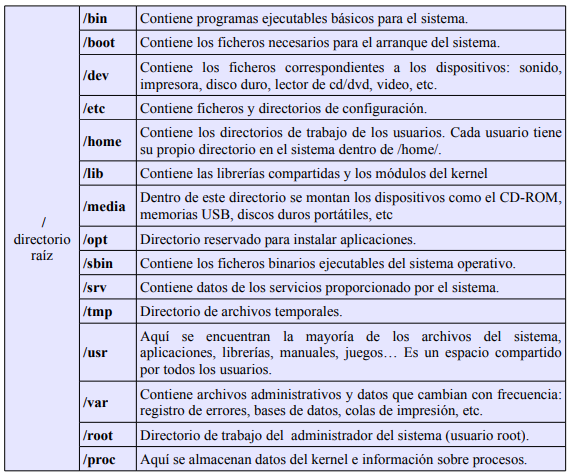 /
directorio
raíz
/bin Contiene programas ejecutables básicos para el sistema.
/boot Contiene los ficheros necesarios para el arranque del sistema.
/dev Contiene los ficheros correspondientes a los dispositivos: sonido,
impresora, disco duro, lector de cd/dvd, video, etc.
/etc Contiene ficheros y directorios de configuración.
/home Contiene los directorios de trabajo de los usuarios. Cada usuario tiene
su propio directorio en el sistema dentro de /home/.
/lib Contiene las librerías compartidas y los módulos del kernel
/media Dentro de este directorio se montan los dispositivos como el CD-ROM,
memorias USB, discos duros portátiles, etc
/opt Directorio reservado para instalar aplicaciones.
/sbin Contiene los ficheros binarios ejecutables del sistema operativo.
/srv Contiene datos de los servicios proporcionado por el sistema.
/tmp Directorio de archivos temporales.
/usr Aquí se encuentran la mayoría de los archivos del sistema,
aplicaciones, librerías, manuales, juegos… Es un espacio compartido
por todos los usuarios.
/var Contiene archivos administrativos y datos que cambian con frecuencia:
registro de errores, bases de datos, colas de impresión, etc.
/root Directorio de trabajo del administrador del sistema (usuario root).
/proc Aquí se almacenan datos del kernel e información sobre procesos.